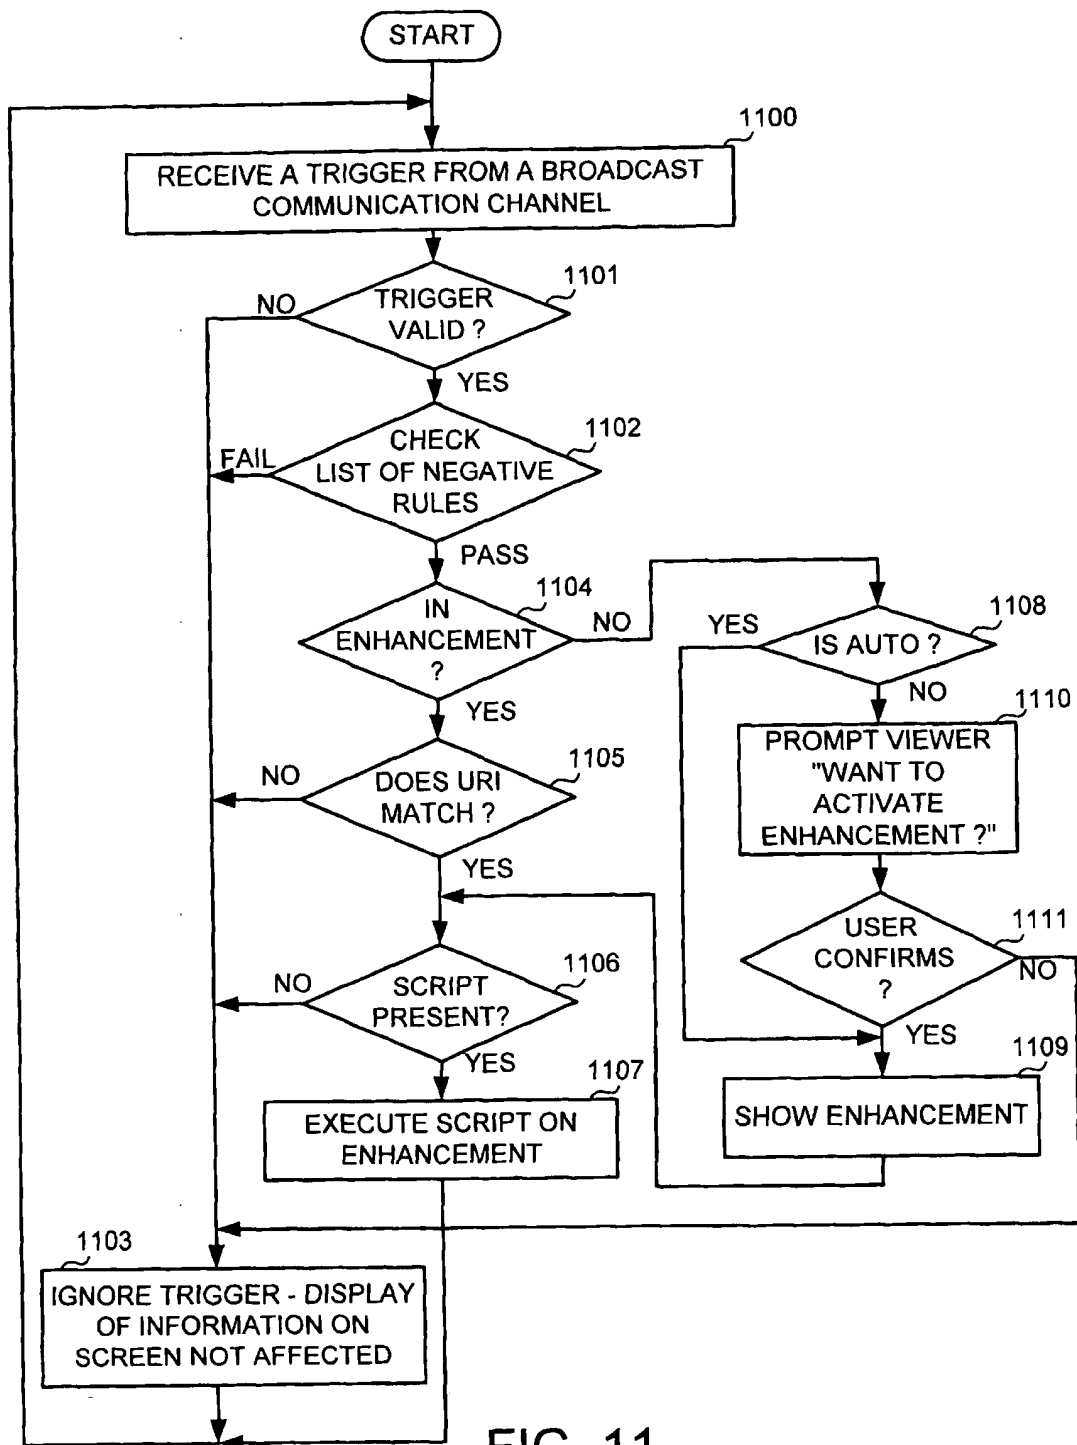 START
1100
RECEIVE A TRIGGER FROM A BROADCAST
COMMUNICATION CHANNEL
1101
NO
TRIGGER
VALID ?
YES
1102
FAIL
CHECK
LIST OF NEGATIVE
RULES
PASS
1104
IN
ENHANCEMENT
?
NO
YES
1108
YES
IS AUTO ?
NO
1110
PROMPT VIEWER
"WANT TO
ACTIVATE
ENHANCEMENT ?"
1105
NO
DOES URI
MATCH ?
YES
1111
USER
CONFIRMS
?
NO
YES
1106
NO
SCRIPT
PRESENT?
YES
1109
SHOW ENHANCEMENT
1107
EXECUTE SCRIPT ON
ENHANCEMENT
1103
IGNORE TRIGGER - DISPLAY
OF INFORMATION ON
SCREEN NOT AFFECTED
FIG. 11